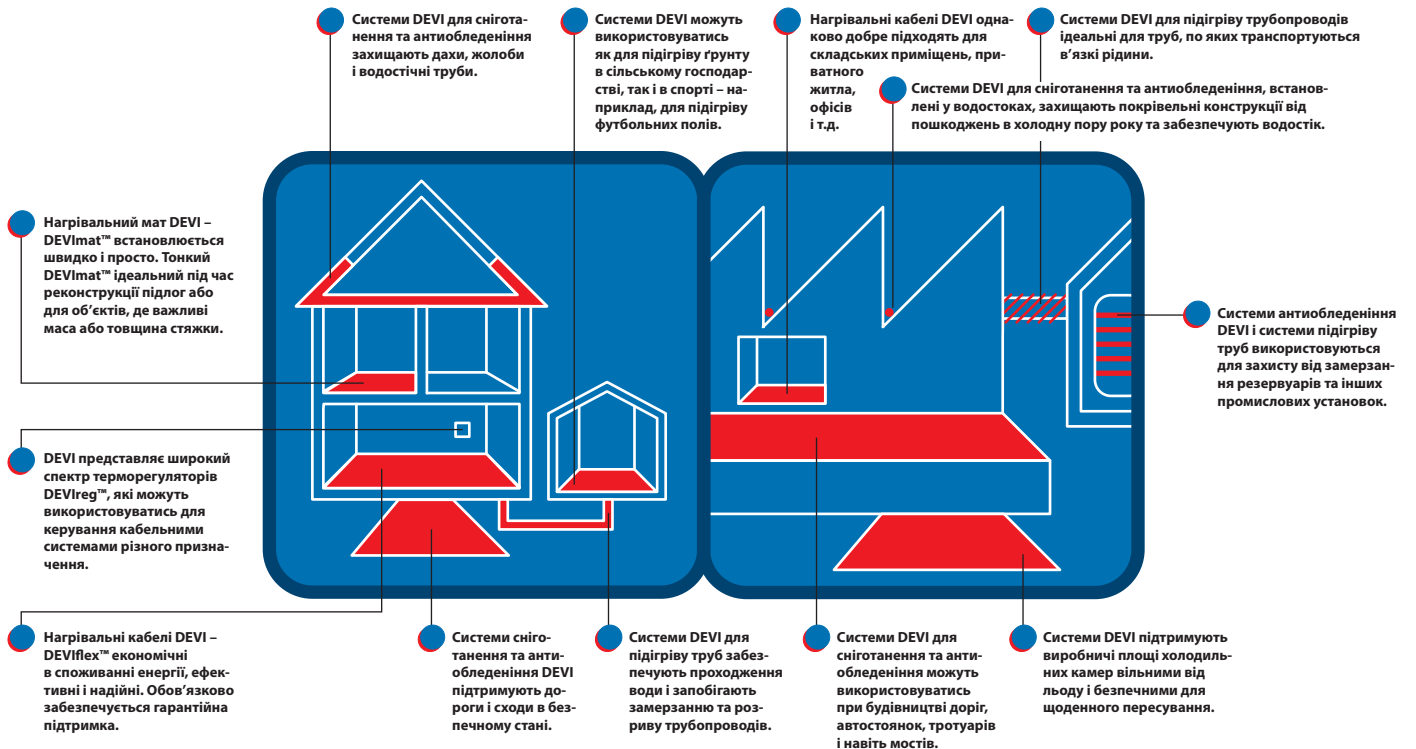 Системи DEVI для снігота-
нення та антиобледеніння
захищають дахи, жолоби
і водостічні труби.
Системи DEVI можуть
використовуватись
як для підігріву ґрунту
в сільському господар-
стві, так і в спорті – на-
приклад, для підігріву
футбольних полів.
Нагрівальні кабелі DEVI одна-
ково добре підходять для
складських приміщень, при-
ватного
житла,
офісів
і т.д.
Системи DEVI для підігріву трубопроводів
ідеальні для труб, по яких транспортуються
в’язкі рідини.
Системи DEVI для сніготанення та антиобледеніння, встанов-
лені у водостоках, захищають покрівельні конструкції від
пошкоджень в холодну пору року та забезпечують водостік.
Нагрівальний мат DEVI –
DEVImat™ встановлюється
швидко і просто. Тонкий
DEVImat™ ідеальний під час
реконструкції підлог або
для об’єктів, де важливі
маса або товщина стяжки.
Системи антиобледеніння
DEVI і системи підігріву
труб використовуються
для захисту від замерзан-
ня резервуарів та інших
промислових установок.
DEVI представляє широкий
спектр терморегуляторів
DEVIreg™, які можуть
використовуватись для
керування кабельними
системами різного призна-
чення.
Нагрівальні кабелі DEVI –
DEVIflex™ економічні
в споживанні енергії, ефек-
тивні і надійні. Обов’язково
забезпечується гарантійна
підтримка.
Системи сніго-
танення та анти-
обледеніння DEVI
підтримують до-
роги і сходи в без-
печному стані.
Системи DEVI для
підігріву труб забез-
печують проходження
води і запобігають
замерзанню та роз-
риву трубопроводів.
Системи DEVI для
сніготанення та анти-
обледеніння можуть
використовуватись
при будівництві доріг,
автостоянок, тротуарів
і навіть мостів.
Системи DEVI підтримують
виробничі площі холодиль-
них камер вільними від
льоду і безпечними для
щоденного пересування.